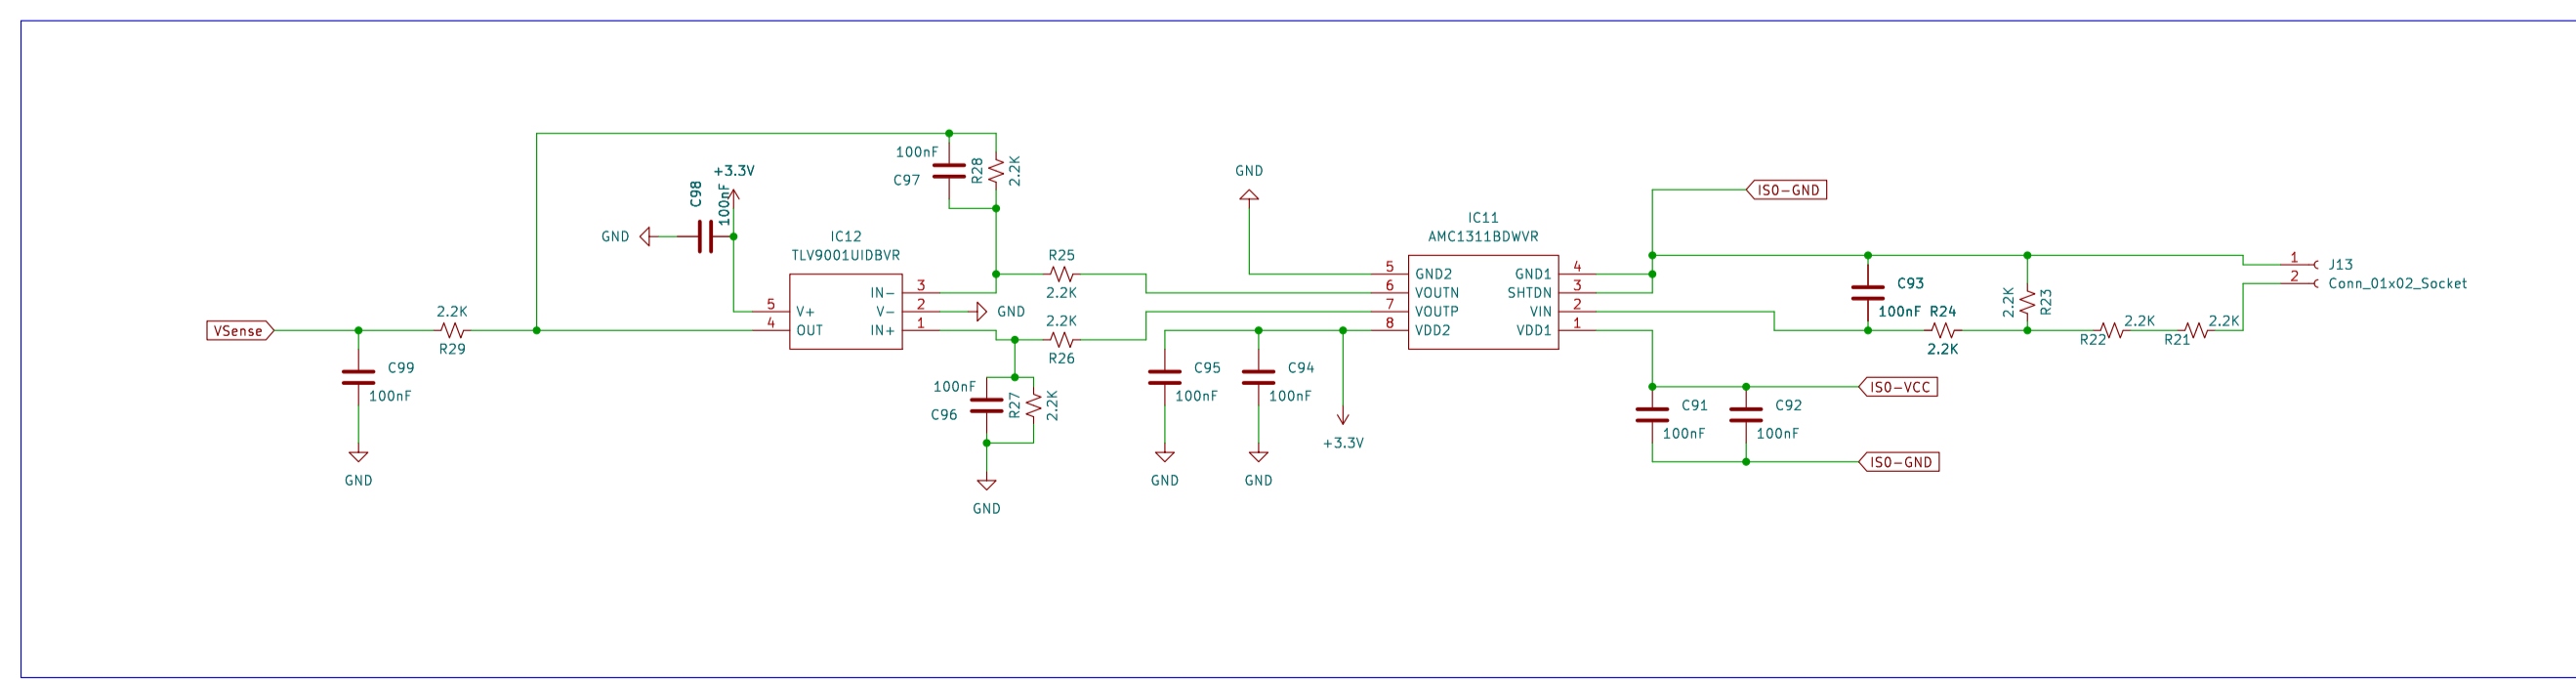 VSense
C99
100nF
GND
2.2K
R29
GND
C98
100nF
+3.3V
IC12
TLV9001UIDBVR
5
V+
4
OUT
IN-
3
V-
2
IN+
1
GND
100nF
C97
R28
2.2K
R25
2.2K
2.2K
R26
100nF
C96
R27
2.2K
GND
C95
100nF
GND
C94
100nF
GND
+3.3V
GND
IC11
AMC1311BDWVR
5
GND2
6
VOUTN
7
VOUTP
8
VDD2
GND1
4
SHTDN
3
VIN
2
VDD1
1
ISO-GND
C93
100nF
R24
2.2K
2.2K
R23
R22
2.2K
R21
2.2K
1
2
J13
Conn_01x02_Socket
ISO-VCC
C91
100nF
C92
100nF
ISO-GND